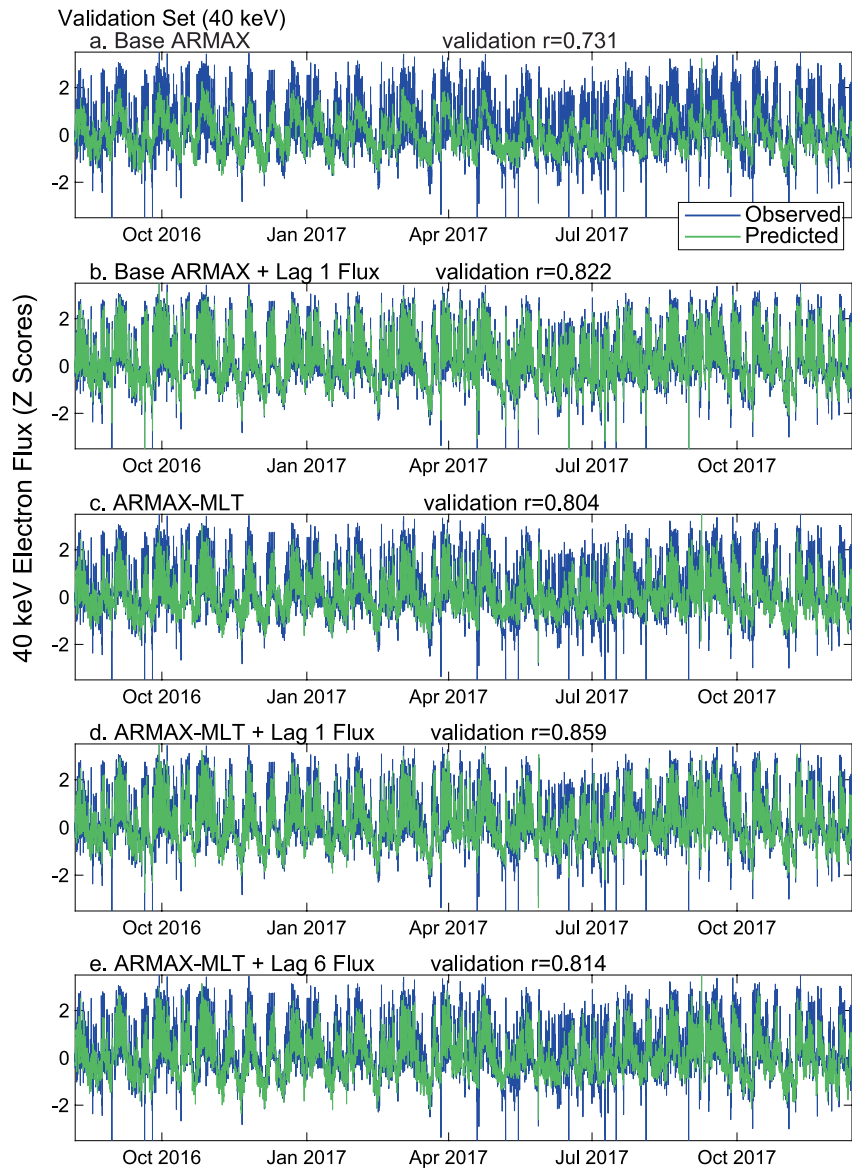 Validation Set (40 keV)
a. Base ARMAX validation r=0.731
2
0
-2
Oct 2016 Jan 2017 Apr 2017 Jul 2017 Oct 2017
Observed
Predicted
b. Base ARMAX + Lag 1 Flux validation r=0.822
2
0
-2
Oct 2016 Jan 2017 Apr 2017 Jul 2017 Oct 2017
40 keV Electron Flux (Z Scores)
c. ARMAX-MLT validation r=0.804
2
0
-2
Oct 2016 Jan 2017 Apr 2017 Jul 2017 Oct 2017
d. ARMAX-MLT + Lag 1 Flux validation r=0.859
2
0
-2
Oct 2016 Jan 2017 Apr 2017 Jul 2017 Oct 2017
e. ARMAX-MLT + Lag 6 Flux validation r=0.814
2
0
-2
Oct 2016 Jan 2017 Apr 2017 Jul 2017 Oct 2017